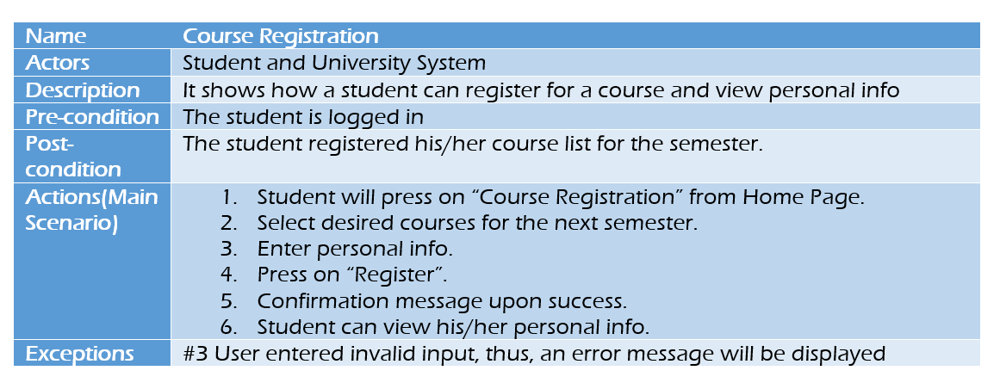 Name Course Registration
Actors Student and University System
Description It shows how a student can register for a course and view personal info
Pre-condition The student is logged in
Post- The student registered his/her course list for the semester.
condition
Actions(Main 1. Student will press on “Course Registration” from Home Page.
Scenario) 2. Select desired courses for the next semester.
3. Enter personal info.
4. Press on “Register”.
5. Confirmation message upon success.
6. Student can view his/her personal info.
Exceptions #3 User entered invalid input, thus, an error message will be displayed